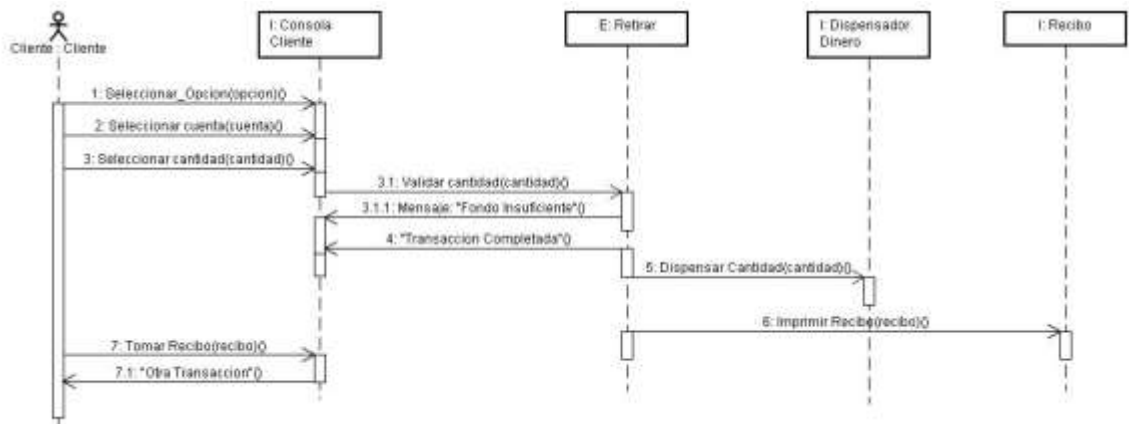 I: Consola
Cliente
E: Retirar
I: Dispensador
Dinero
I: Recibo
Cliente : Cliente
1: Seleccionar_Opcion(opcion)()
2: Seleccionar cuenta(cuenta)()
3: Seleccionar cantidad(cantidad)()
3.1: Validar cantidad(cantidad)()
3.1.1: Mensaje: "Fondo Insuficiente"()
4: "Transaccion Completada"()
5: Dispensar Cantidad(cantidad)()
6: Imprimir Recibo(recibo)()
7: Tomar Recibo(recibo)()
7.1: "Otra Transaccion"()